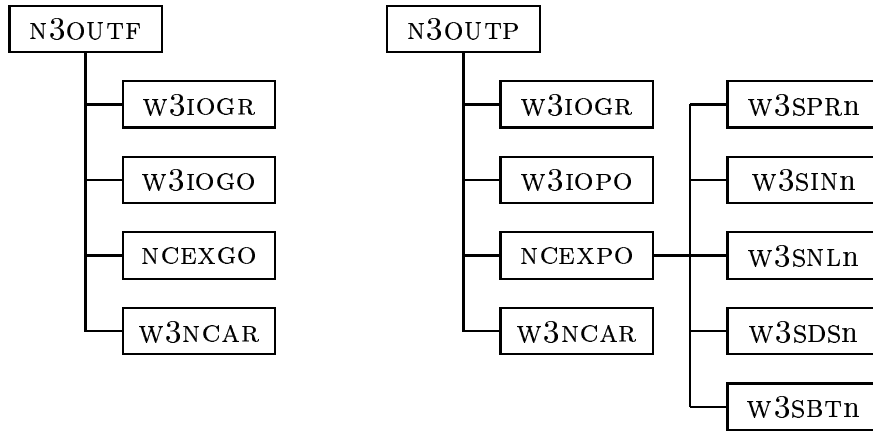 N3OUTF
W3IOGR
W3IOGO
NCEXGO
W3NCAR
N3OUTP
W3IOGR
W3IOPO
NCEXPO
W3NCAR
W3SPRn
W3SINn
W3SNLn
W3SDSn
W3SBTn